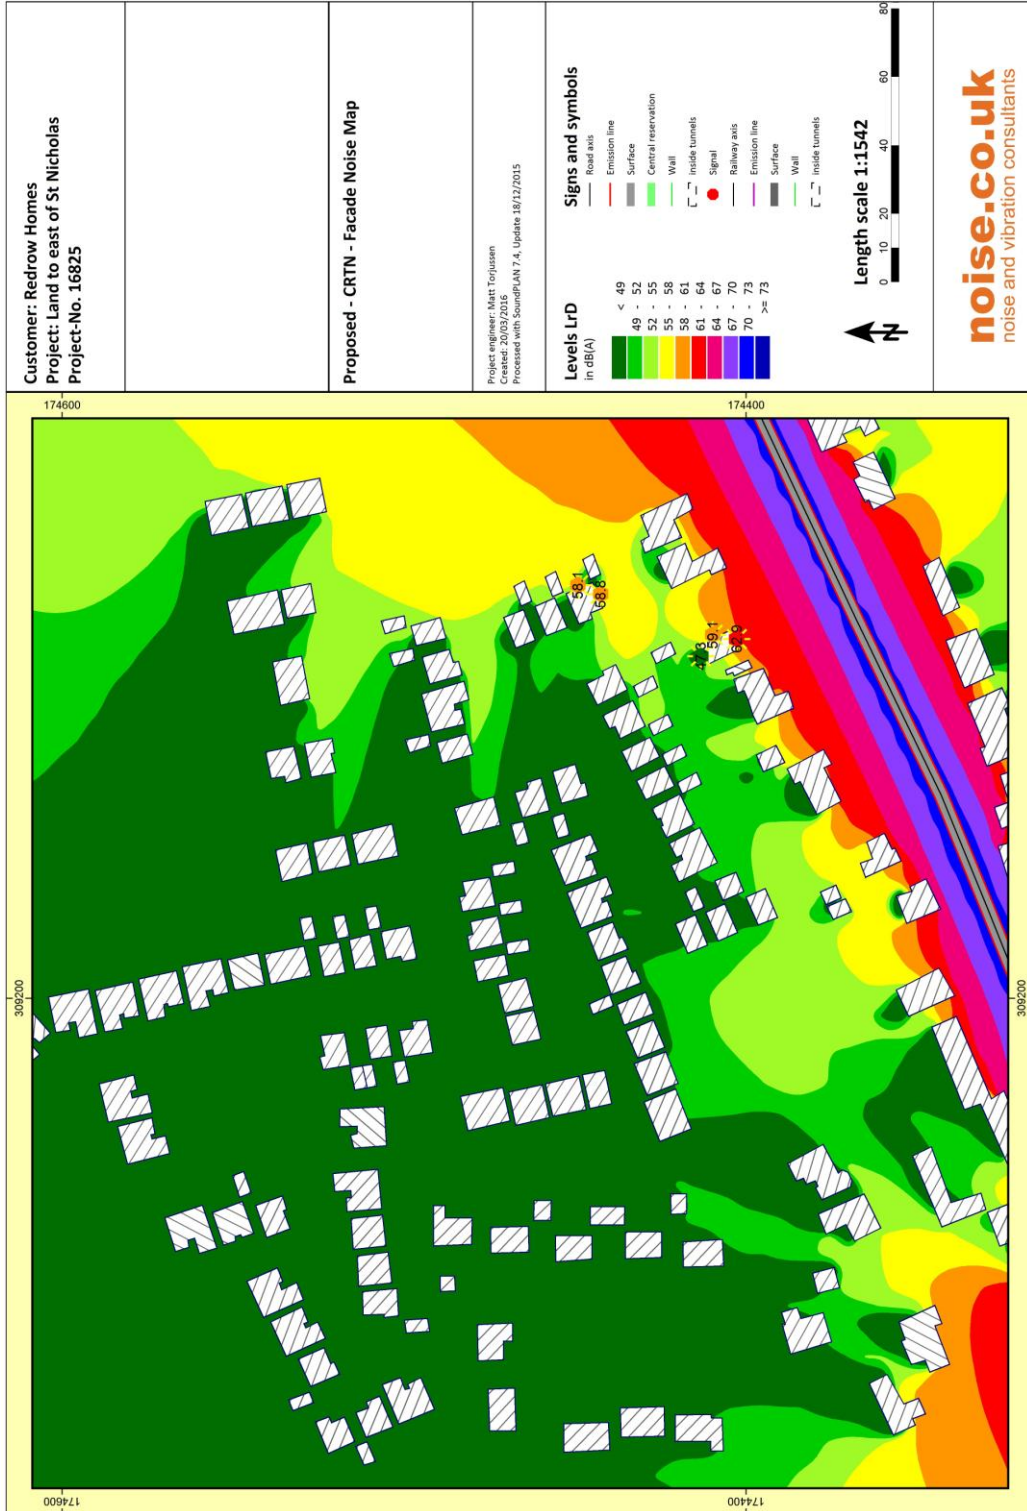 Customer: Redrow Homes
Project: Land to east of St Nicholas
Project-No. 16825
Proposed - CRTN - Facade Noise Map
Project engineer: Matt Torjussen
Created: 20/03/2016
Processed with SoundPLAN 7.4, Update 18/12/2015
Levels LrD
in dB(A)
< 49
49 - 52
52 - 55
55 - 58
58 - 61
61 - 64
64 - 67
67 - 70
70 - 73
>= 73
Signs and symbols
Road axis
Emission line
Surface
Central reservation
Wall
inside tunnels
Signal
Railway axis
Emission line
Surface
Wall
inside tunnels
N
Length scale 1:1542
0 10 20 40 60 80
noise.co.uk
noise and vibration consultants
174600
174400
309200
58.1
58.8
47.3
59.1
62.9
309200
174600
174400